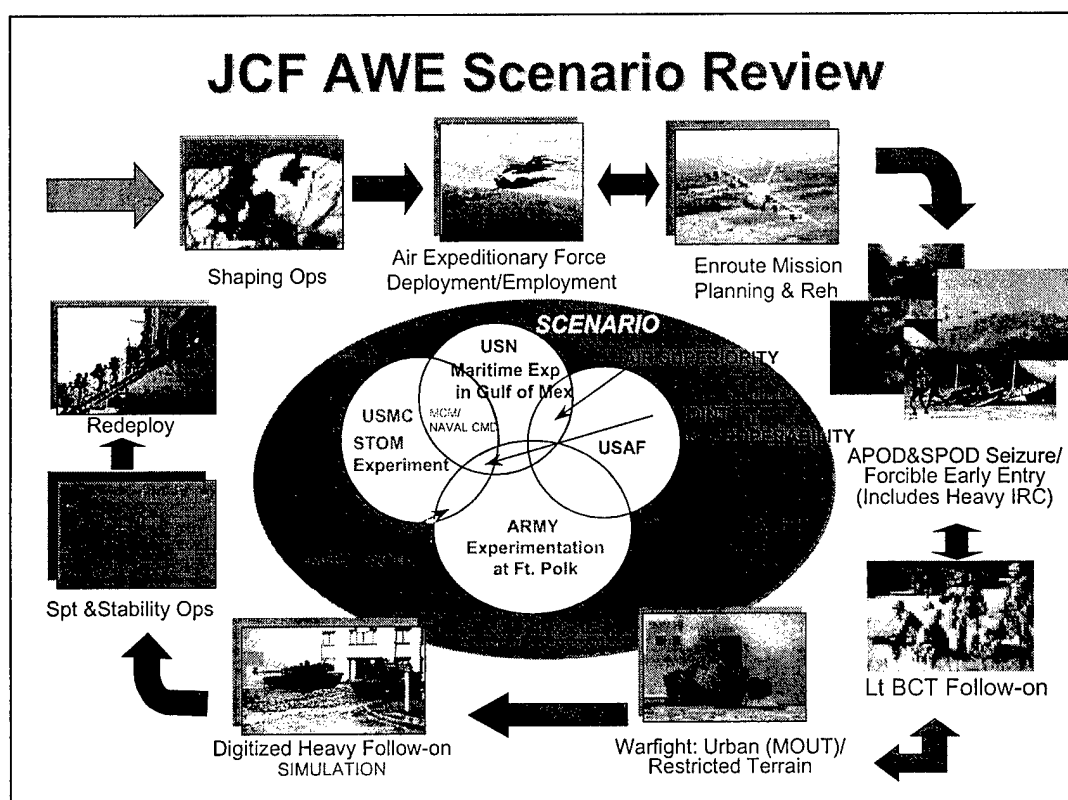 JCF AWE Scenario Review
Shaping Ops
Air Expeditionary Force
Deployment/Employment
Enroute Mission
Planning & Reh
APOD&SPOD Seizure/
Forcible Early Entry
(Includes Heavy IRC)
Lt BCT Follow-on
Warfight: Urban (MOUT)/
Restricted Terrain
Digitized Heavy Follow-on
SIMULATION
Spt &Stability Ops
Redeploy
SCENARIO
AIR SUPERIORITY
USN
Maritime Exp
in Gulf of Mex
USMC
STOM
Experiment
MCM/
NAVAL CMD
USAF
ARMY
Experimentation
at Ft. Polk